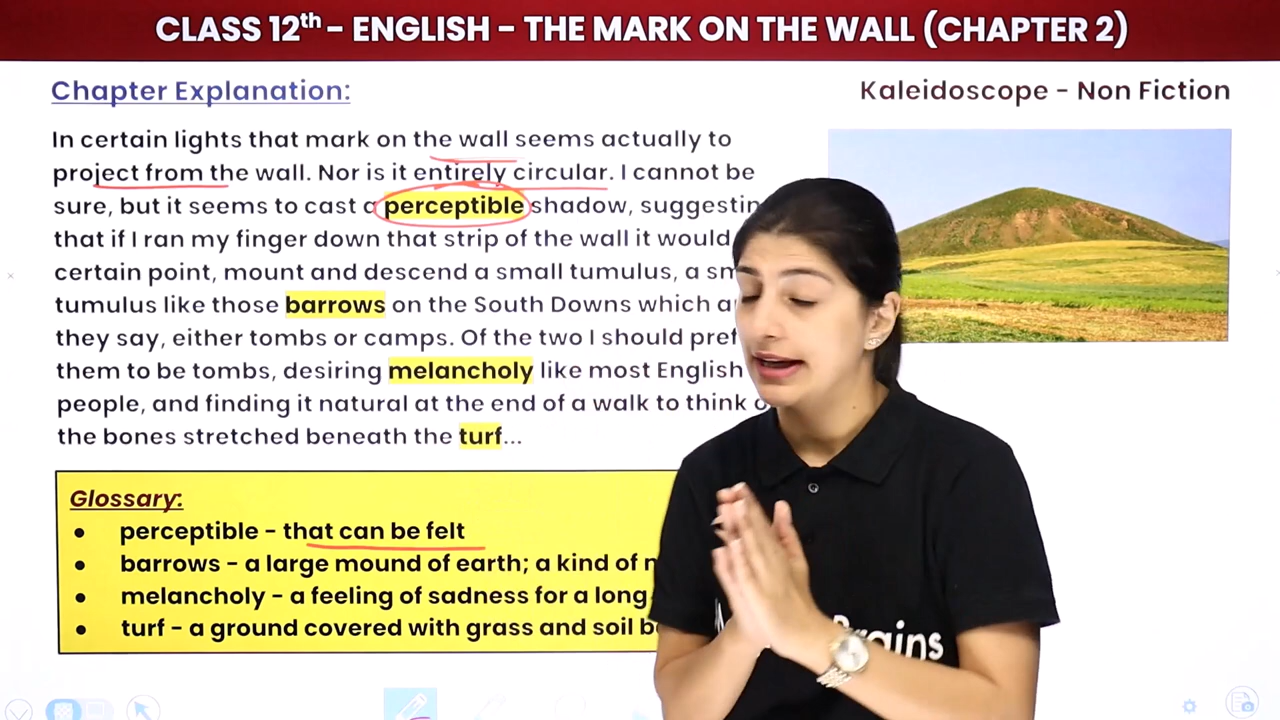 CLASS 12th - ENGLISH - THE MARK ON THE WALL (CHAPTER 2)
Chapter Explanation:
Kaleidoscope - Non Fiction
In certain lights that mark on the wall seems actually to
project from the wall. Nor is it entirely circular. I cannot be
sure, but it seems to cast a perceptible shadow,
that if I ran my finger down that strip of the wall it would
certain point, mount and descend a small tumulus, a
tumulus like those barrows on the South Downs which
they say, either tombs or camps. Of the two I should
them to be tombs, desiring melancholy like most English
people, and finding it natural at the end of a walk to think
the bones stretched beneath the turf...
Glossary:
• perceptible - that can be felt
• barrows - a large mound of earth; a kind of
• melancholy - a feeling of sadness for a long
• turf - a ground covered with grass and soil